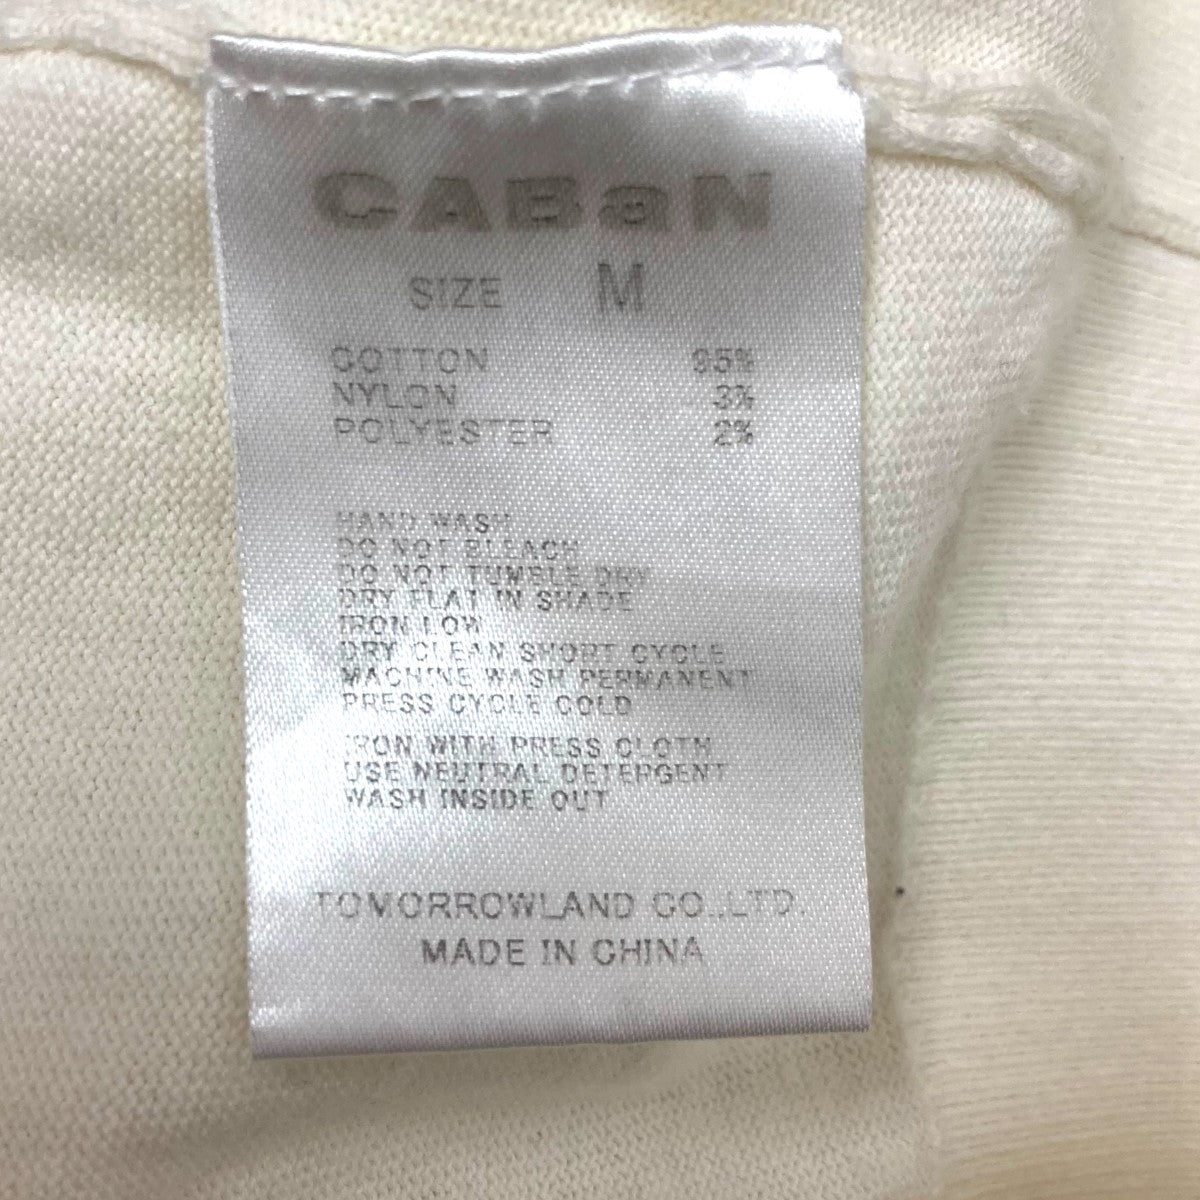 CABaN
SIZE M
COTTON 95%
NYLON 3%
POLYESTER 2%
HAND WASH
DO NOT BLEACH
DO NOT TUMBLE DRY
DRY FLAT IN SHADE
IRON LOW
DRY CLEAN SHORT CYCLE
MACHINE WASH PERMANENT
PRESS CYCLE COLD
IRON WITH PRESS CLOTH
USE NEUTRAL DETERGENT
WASH INSIDE OUT
TOMORROWLAND CO.,LTD.
MADE IN CHINA